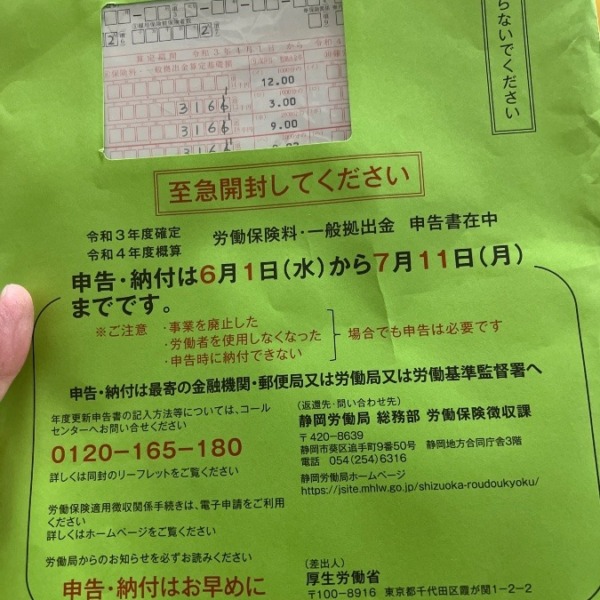 らないでください
算定期間 令和3年4月1日 から 令和4
12.00
3166
3.00
3166
9.00
至急開封してください
令和3年度確定
令和4年度概算
労働保険料・一般拠出金 申告書在中
申告・納付は6月1日(水)から7月11日(月)
までです。
※ご注意
・事業を廃止した
・労働者を使用しなくなった
・申告時に納付できない
場合でも申告は必要です
申告・納付は最寄の金融機関・郵便局又は労働局又は労働基準監督署へ
年度更新申告書の記入方法等については、コール
センターへお問い合せください
0120-165-180
詳しくは同封のリーフレットをご覧ください
労働保険適用徴収関係手続きは、電子申請をご利用
ください
詳しくはホームページをご覧ください
労働局からのお知らせを必ずお読みください
申告・納付はお早めに
(返還先・問い合わせ先)
静岡労働局 総務部 労働保険徴収課
〒420-8639
静岡市葵区追手町9番50号 静岡地方合同庁舎3階
電話 054(254)6316
静岡労働局ホームページ
https://jsite.mhlw.go.jp/shizuoka-roudoukyoku/
(差出人)
厚生労働省
〒100-8916 東京都千代田区霞が関1-2-2